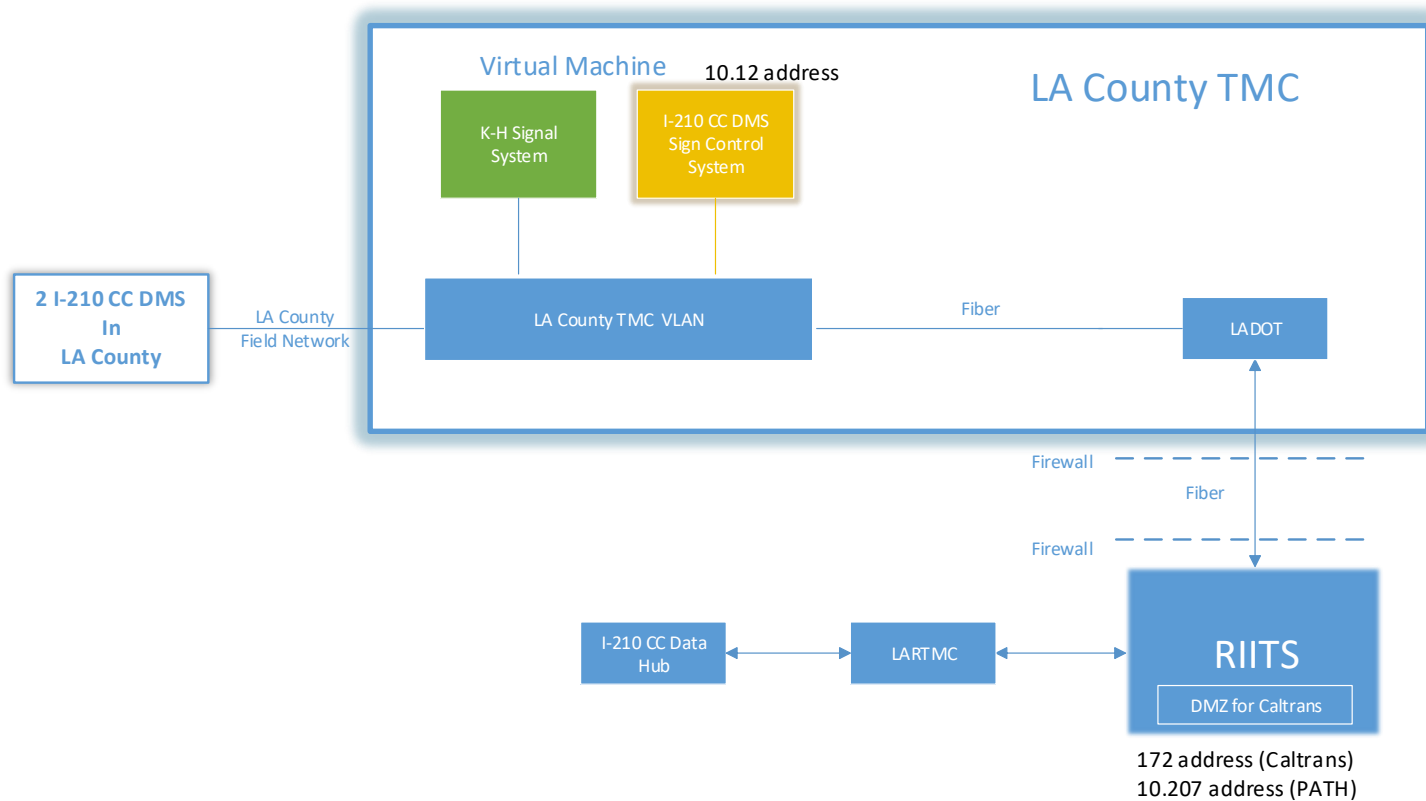 Virtual Machine
10.12 address
LA County TMC
K-H Signal
System
I-210 CC DMS
Sign Control
System
2 I-210 CC DMS
In
LA County
LA County
Field Network
LA County TMC VLAN
Fiber
LADOT
Firewall
Fiber
Firewall
I-210 CC Data
Hub
LARTMC
RIITS
DMZ for Caltrans
172 address (Caltrans)
10.207 address (PATH)